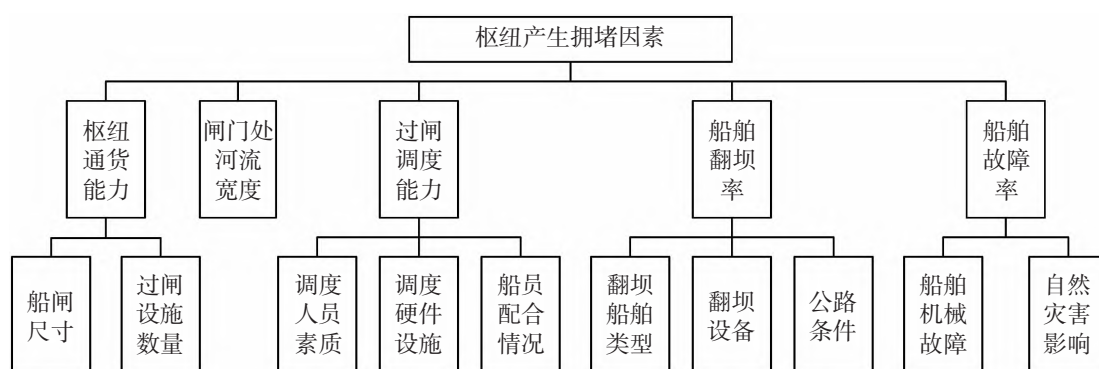 枢纽产生拥堵因素
枢纽
通货
能力
闸门处
河流
宽度
过闸
调度
能力
船舶
翻坝
率
船舶
故障
率
船闸
尺寸
过闸
设施
数量
调度
人员
素质
调度
硬件
设施
船员
配合
情况
翻坝
船舶
类型
翻坝
设备
公路
条件
船舶
机械
故障
自然
灾害
影响